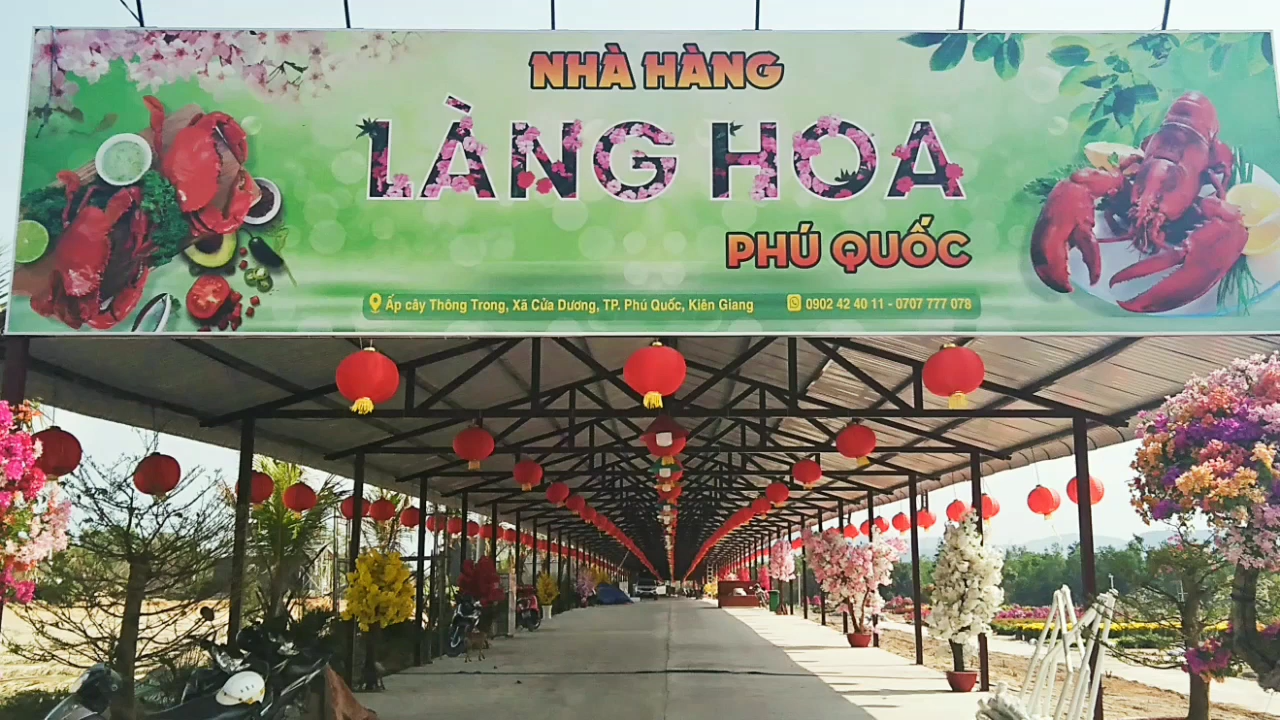 NHÀ HÀNG
LÀNG HOA
PHÚ QUỐC
Ấp cây Thông Trong, Xã Cửa Dương, TP. Phú Quốc, Kiên Giang 0902 42 40 11 - 0707 777 078